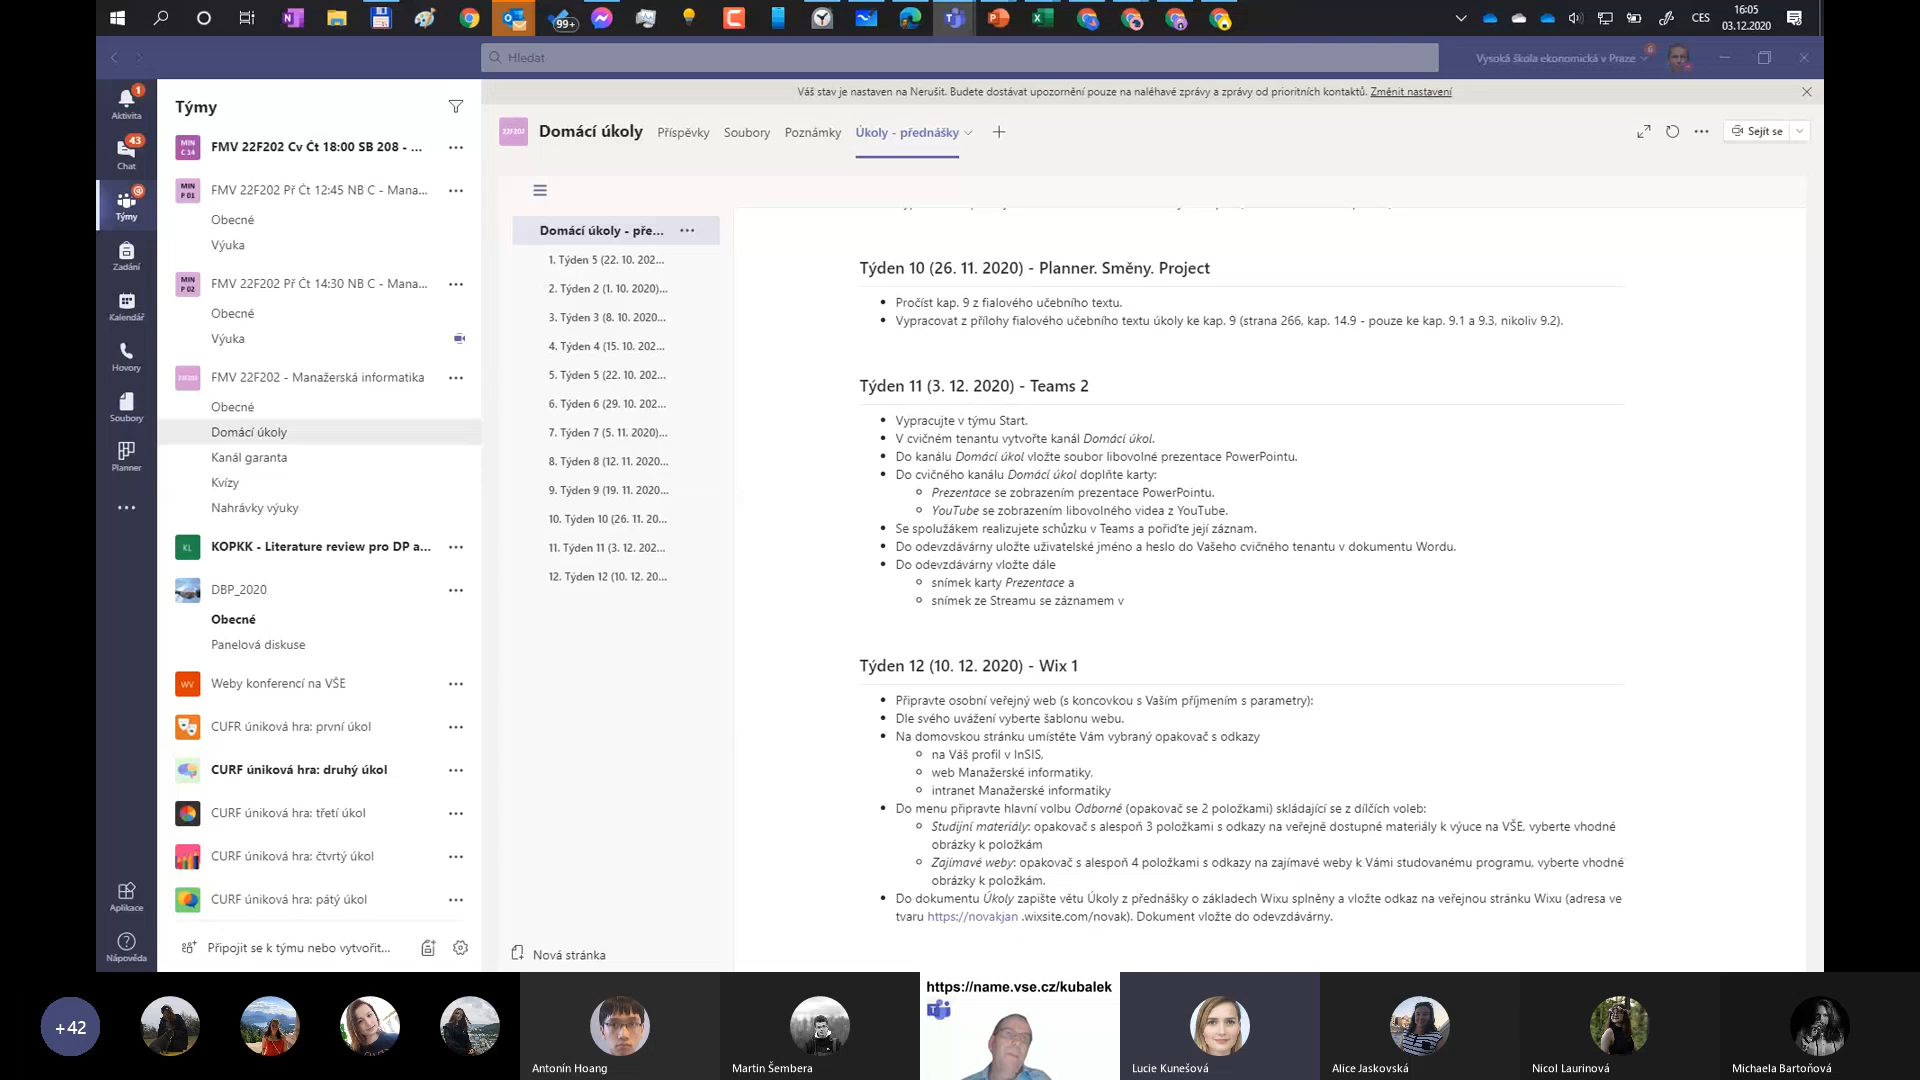 99+
CES
16:05
03.12.2020
Hledat
Vysoká škola ekonomická v Praze
6
Váš stav je nastaven na Nerušit. Budete dostávat upozornění pouze na naléhavé zprávy a zprávy od prioritních kontaktů. Změnit nastavení
1
Aktivita
43
Chat
Týmy
Zadání
Kalendář
Hovory
Soubory
Planner
Aplikace
Nápověda
Týmy
MIN C 14
FMV 22F202 Cv Čt 18:00 SB 208 - ...
MIN P 01
FMV 22F202 Př Čt 12:45 NB C - Mana...
Obecné
Výuka
MIN P 02
FMV 22F202 Př Čt 14:30 NB C - Mana...
Obecné
Výuka
FMV 22F202 - Manažerská informatika
Obecné
Domácí úkoly
Kanál garanta
Kvízy
Nahrávky výuky
KL
KOPKK - Literature review pro DP a...
DBP_2020
Obecné
Panelová diskuse
WV
Weby konferencí na VŠE
CUFR úniková hra: první úkol
CURF úniková hra: druhý úkol
CURF úniková hra: třetí úkol
CURF úniková hra: čtvrtý úkol
CURF úniková hra: pátý úkol
Připojit se k týmu nebo vytvořit...
22F202
Domácí úkoly
Příspěvky
Soubory
Poznámky
Úkoly - přednášky
Sejít se
Domácí úkoly - pře...
1. Týden 5 (22. 10. 202...
2. Týden 2 (1. 10. 2020)...
3. Týden 3 (8. 10. 2020...
4. Týden 4 (15. 10. 202...
5. Týden 5 (22. 10. 202...
6. Týden 6 (29. 10. 202...
7. Týden 7 (5. 11. 2020)...
8. Týden 8 (12. 11. 2020...
9. Týden 9 (19. 11. 2020...
10. Týden 10 (26. 11. 20...
11. Týden 11 (3. 12. 202...
12. Týden 12 (10. 12. 20...
Nová stránka
Týden 10 (26. 11. 2020) - Planner. Směny. Project
• Pročíst kap. 9 z fialového učebního textu.
• Vypracovat z přílohy fialového učebního textu úkoly ke kap. 9 (strana 266, kap. 14.9 - pouze ke kap. 9.1 a 9.3, nikoliv 9.2).
Týden 11 (3. 12. 2020) - Teams 2
• Vypracujte v týmu Start.
• V cvičném tenantu vytvořte kanál Domácí úkol.
• Do kanálu Domácí úkol vložte soubor libovolné prezentace PowerPointu.
• Do cvičného kanálu Domácí úkol doplňte karty:
○ Prezentace se zobrazením prezentace PowerPointu.
○ YouTube se zobrazením libovolného videa z YouTube.
• Se spolužákem realizujete schůzku v Teams a pořiďte její záznam.
• Do odevzdávárny uložte uživatelské jméno a heslo do Vašeho cvičného tenantu v dokumentu Wordu.
• Do odevzdávárny vložte dále
○ snímek karty Prezentace a
○ snímek ze Streamu se záznamem v
Týden 12 (10. 12. 2020) - Wix 1
• Připravte osobní veřejný web (s koncovkou s Vaším příjmením s parametry):
• Dle svého uvážení vyberte šablonu webu.
• Na domovskou stránku umístěte Vám vybraný opakovač s odkazy
○ na Váš profil v InSIS,
○ web Manažerské informatiky,
○ intranet Manažerské informatiky
• Do menu připravte hlavní volbu Odborné (opakovač se 2 položkami) skládající se z dílčích voleb:
○ Studijní materiály: opakovač s alespoň 3 položkami s odkazy na veřejně dostupné materiály k výuce na VŠE, vyberte vhodné
obrázky k položkám
○ Zajímavé weby: opakovač s alespoň 4 položkami s odkazy na zajímavé weby k Vámi studovanému programu, vyberte vhodné
obrázky k položkám.
• Do dokumentu Úkoly zapište větu Úkoly z přednášky o základech Wixu splněny a vložte odkaz na veřejnou stránku Wixu (adresa ve
tvaru https://novakjan .wixsite.com/novak). Dokument vložte do odevzdávárny.
+42
Antonín Hoang
Martin Šembera
https://name.vse.cz/kubalek
Lucie Kunešová
Alice Jaskovská
Nicol Laurinová
Michaela Bartoňová